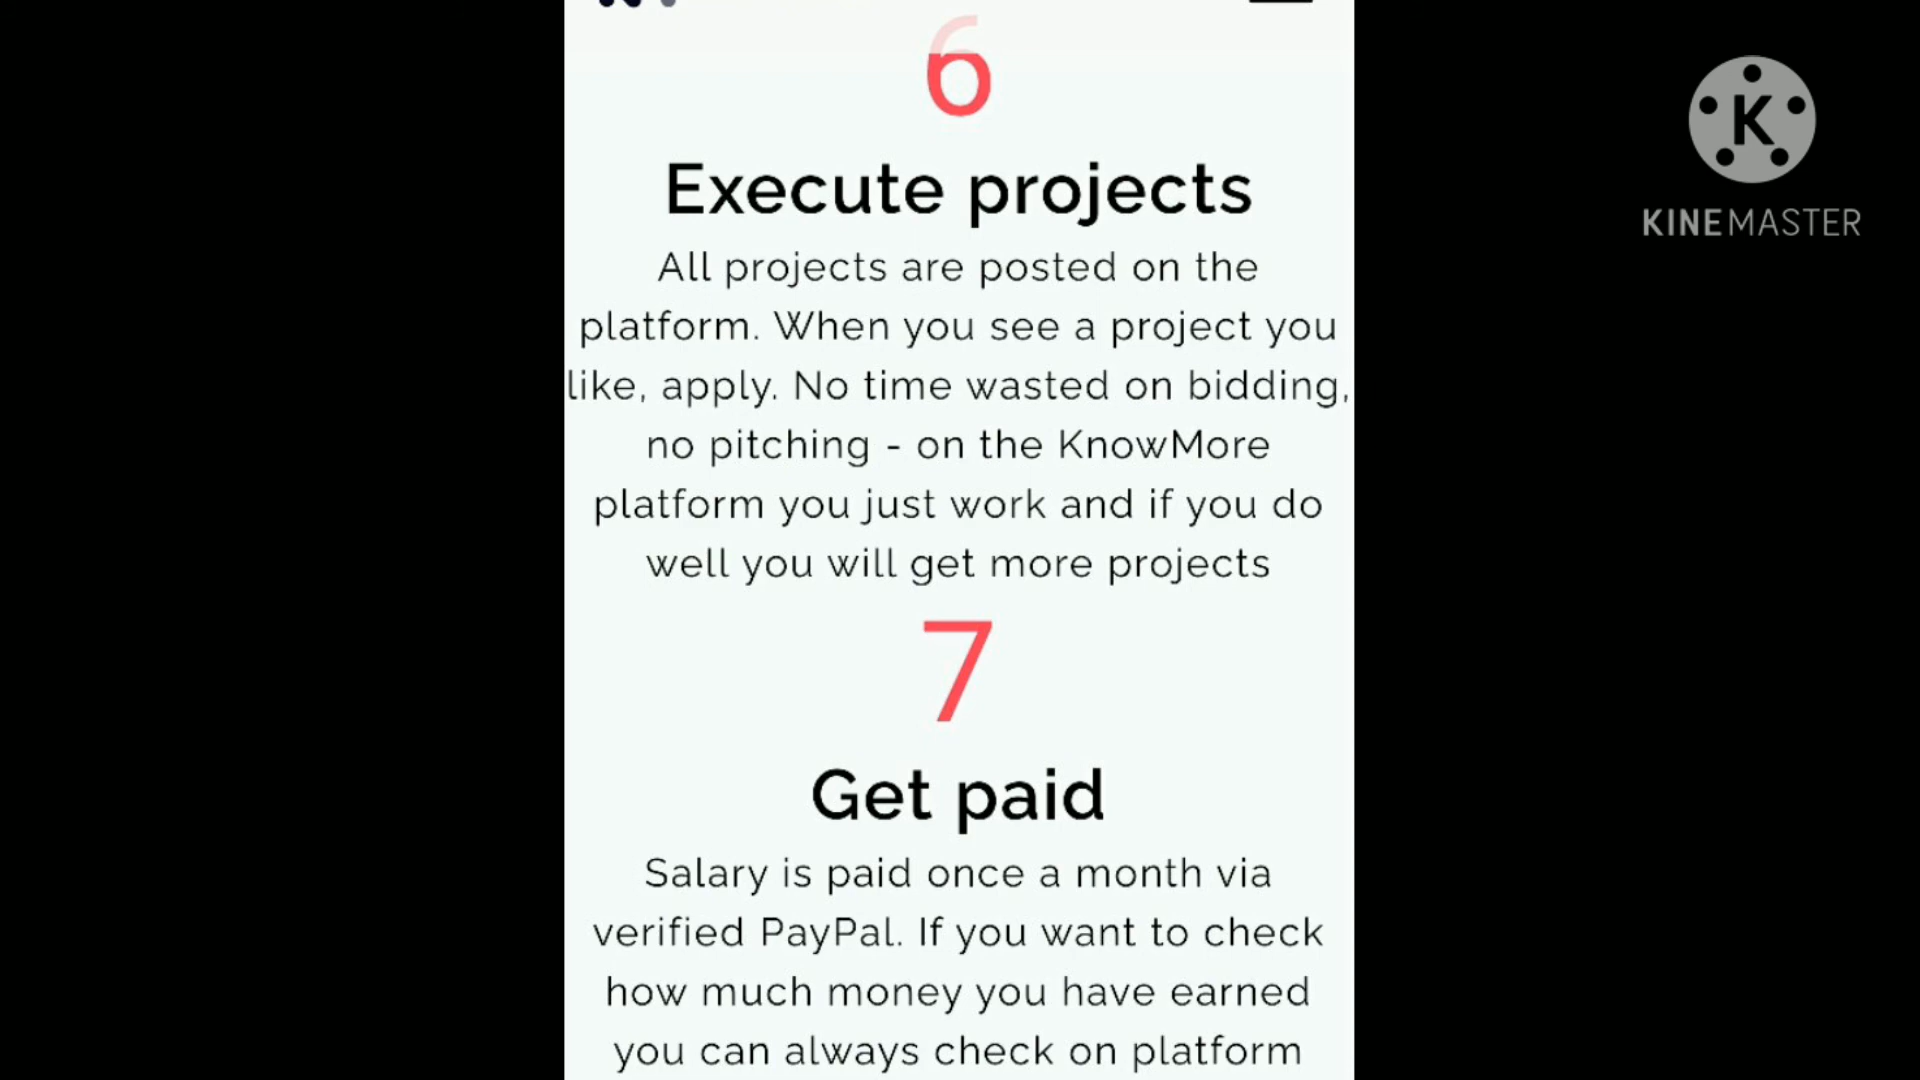 6
Execute projects
All projects are posted on the
platform. When you see a project you
like, apply. No time wasted on bidding,
no pitching - on the KnowMore
platform you just work and if you do
well you will get more projects
7
Get paid
Salary is paid once a month via
verified PayPal. If you want to check
how much money you have earned
you can always check on platform
K
KINEMASTER